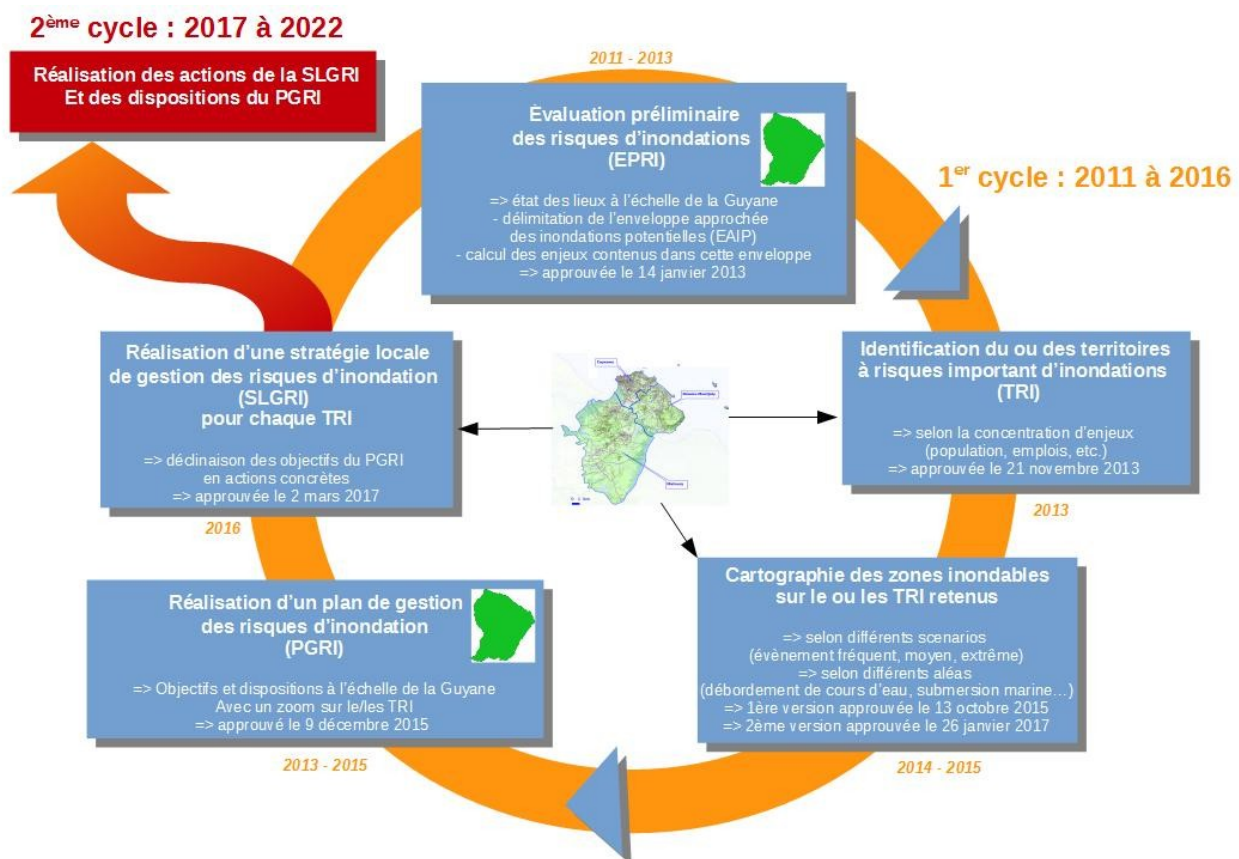 2ème cycle : 2017 à 2022
Réalisation des actions de la SLGRI
Et des dispositions du PGRI
2011 - 2013
Évaluation préliminaire
des risques d'inondations
(EPRI)
=> état des lieux à l'échelle de la Guyane
- délimitation de l'enveloppe approchée
des inondations potentielles (EAIP)
- calcul des enjeux contenus dans cette enveloppe
=> approuvée le 14 janvier 2013
1er cycle : 2011 à 2016
Identification du ou des territoires
à risques important d'inondations
(TRI)
=> selon la concentration d'enjeux
(population, emplois, etc.)
=> approuvée le 21 novembre 2013
2013
Cartographie des zones inondables
sur le ou les TRI retenus
=> selon différents scenarios
(évènement fréquent, moyen, extrême)
=> selon différents aléas
(débordement de cours d'eau, submersion marine…)
=> 1ère version approuvée le 13 octobre 2015
=> 2ème version approuvée le 26 janvier 2017
2014 - 2015
Réalisation d'un plan de gestion
des risques d'inondation
(PGRI)
=> Objectifs et dispositions à l'échelle de la Guyane
Avec un zoom sur le/les TRI
=> approuvé le 9 décembre 2015
2013 - 2015
Réalisation d'une stratégie locale
de gestion des risques d'inondation
(SLGRI)
pour chaque TRI
=> déclinaison des objectifs du PGRI
en actions concrètes
=> approuvée le 2 mars 2017
2016